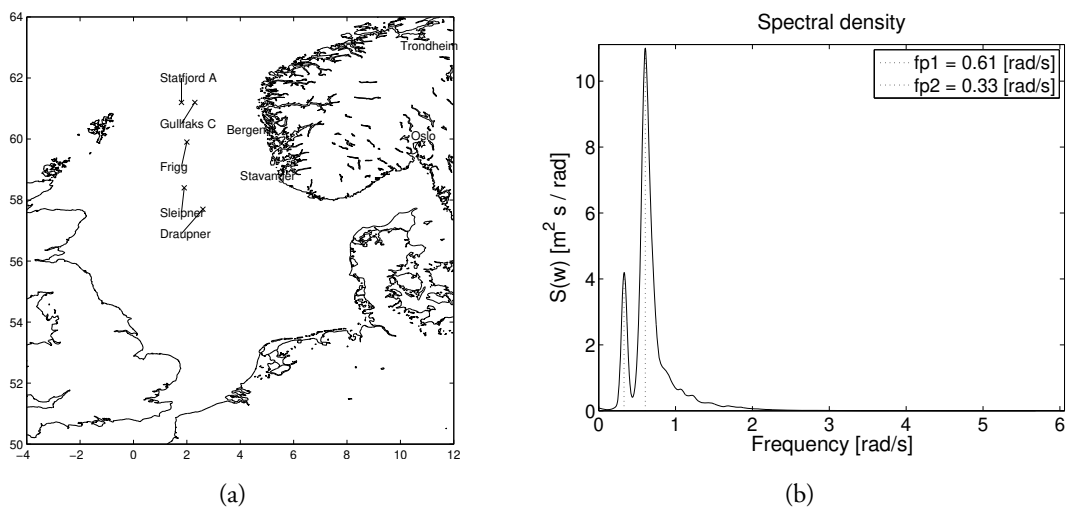 64
62
60
58
56
54
52
50
−4 −2 0 2 4 6 8 10 12
Trondheim
Statfjord A
Gullfaks C
Bergen
Oslo
Frigg
Stavanger
Sleipner
Draupner
(a)
Spectral density
fp1 = 0.61 [rad/s]
fp2 = 0.33 [rad/s]
10
8
6
4
2
0
S(w) [m² s / rad]
0 1 2 3 4 5 6
Frequency [rad/s]
(b)